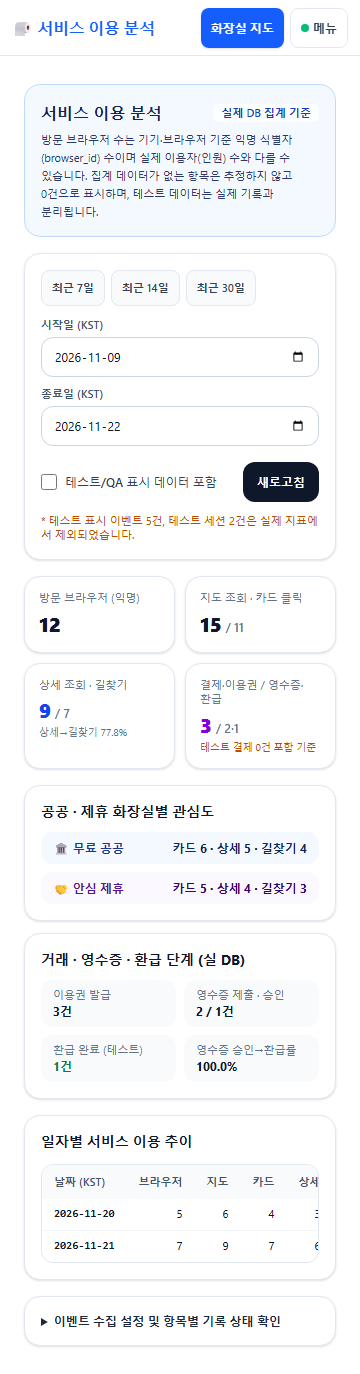 서비스 이용 분석
화장실 지도
메뉴
서비스 이용 분석
실제 DB 집계 기준
방문 브라우저 수는 기기·브라우저 기준 익명 식별자
(browser_id) 수이며 실제 이용자(인원) 수와 다를 수
있습니다. 집계 데이터가 없는 항목은 추정하지 않고
0건으로 표시하며, 테스트 데이터는 실제 기록과
분리됩니다.
최근 7일
최근 14일
최근 30일
시작일 (KST)
2026-11-09
종료일 (KST)
2026-11-22
테스트/QA 표시 데이터 포함
새로고침
* 테스트 표시 이벤트 5건, 테스트 세션 2건은 실제 지표에
서 제외되었습니다.
방문 브라우저 (익명)
12
지도 조회 · 카드 클릭
15 / 11
상세 조회 · 길찾기
9 / 7
상세→길찾기 77.8%
결제·이용권 / 영수증·
환급
3 / 2·1
테스트 결제 0건 포함 기준
공공 · 제휴 화장실별 관심도
무료 공공
카드 6 · 상세 5 · 길찾기 4
안심 제휴
카드 5 · 상세 4 · 길찾기 3
거래 · 영수증 · 환급 단계 (실 DB)
이용권 발급
3건
영수증 제출 · 승인
2 / 1건
환급 완료 (테스트)
1건
영수증 승인→환급률
100.0%
일자별 서비스 이용 추이
날짜 (KST) 브라우저 지도 카드 상세
2026-11-20 5 6 4 3
2026-11-21 7 9 7
이벤트 수집 설정 및 항목별 기록 상태 확인